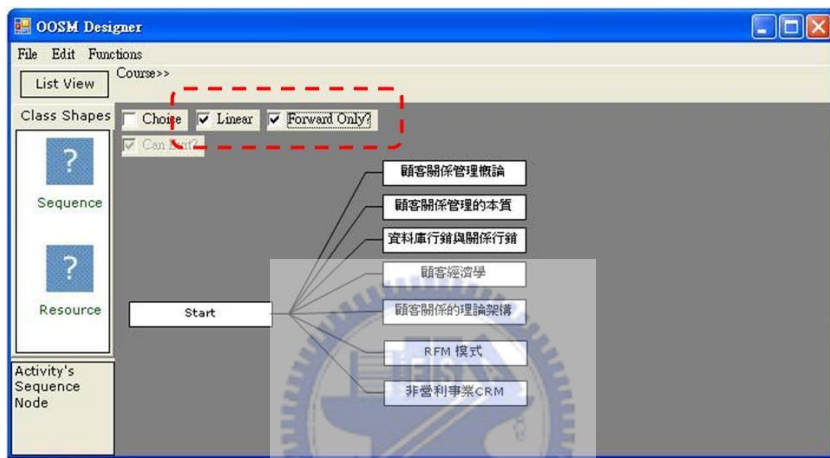 OOSM Designer
File Edit Functions
List View
Course>>
Class Shapes
Choice Linear Forward Only?
Can Exit?
?
Sequence
?
Resource
Activity's
Sequence
Node
Start
顧客關係管理概論
顧客關係管理的本質
資料庫行銷與關係行銷
顧客經濟學
顧客關係的理論架構
RFM 模式
非營利事業CRM